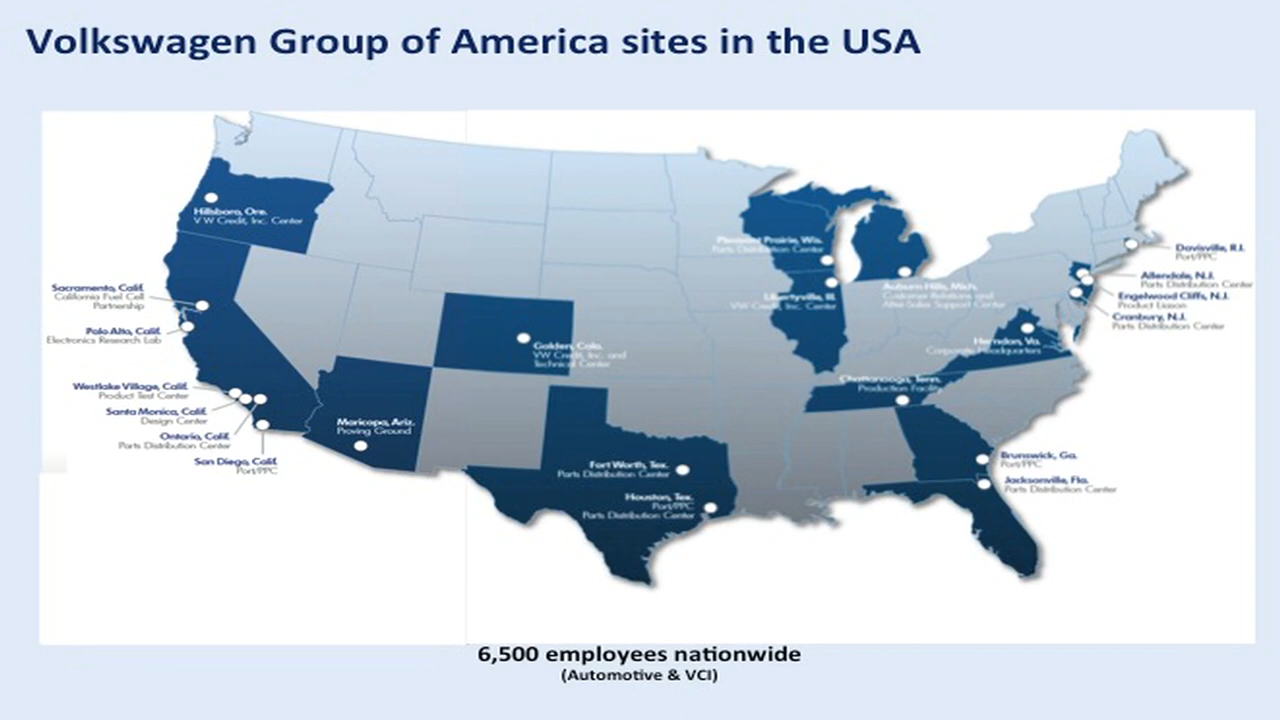 Volkswagen Group of America sites in the USA
Hillsboro, Ore.
VW Credit, Inc. Center
Sacramento, Calif.
California Fuel Cell
Partnership
Palo Alto, Calif.
Electronics Research Lab
Westlake Village, Calif.
Product Test Center
Santa Monica, Calif.
Design Center
Ontario, Calif.
Parts Distribution Center
San Diego, Calif.
Port/PPC
Maricopa, Ariz.
Proving Ground
Golden, Colo.
VW Credit, Inc. and
Technical Center
Fort Worth, Tex.
Parts Distribution Center
Houston, Tex.
Port/PPC
Parts Distribution Center
Pleasant Prairie, Wis.
Parts Distribution Center
Libertyville, Ill.
VW Credit, Inc. Center
Auburn Hills, Mich.
Customer Relations and
After-Sales Support Center
Herndon, Va.
Corporate Headquarters
Chattanooga, Tenn.
Production Facility
Davisville, R.I.
Port/PPC
Allendale, N.J.
Parts Distribution Center
Engelwood Cliffs, N.J.
Product Liason
Cranbury, N.J.
Parts Distribution Center
Brunswick, Ga.
Port/PPC
Jacksonville, Fla.
Parts Distribution Center
6,500 employees nationwide
(Automotive & VCI)